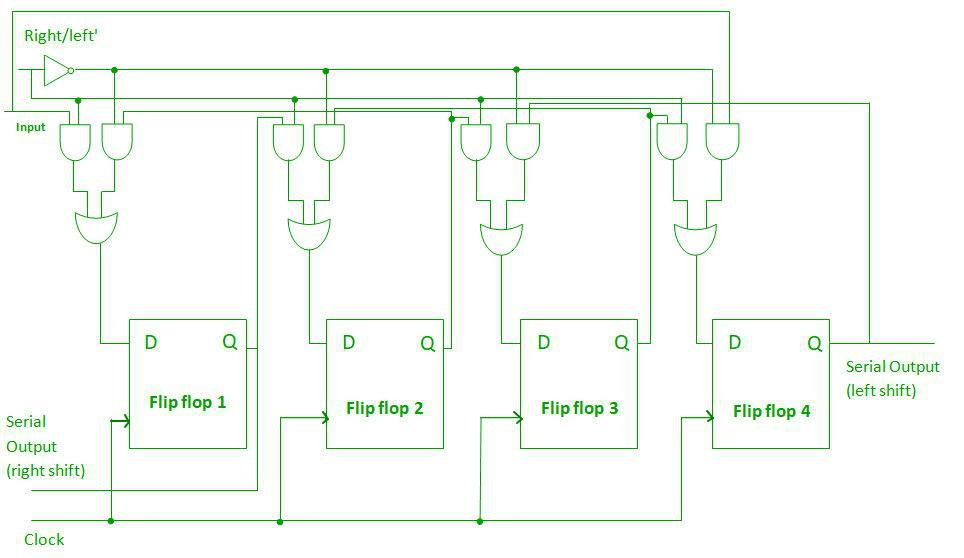 Right/left'
Input
D
Q
Flip flop 1
D
Q
Flip flop 2
D
Q
Flip flop 3
D
Q
Flip flop 4
Serial Output
(left shift)
Serial
Output
(right shift)
Clock